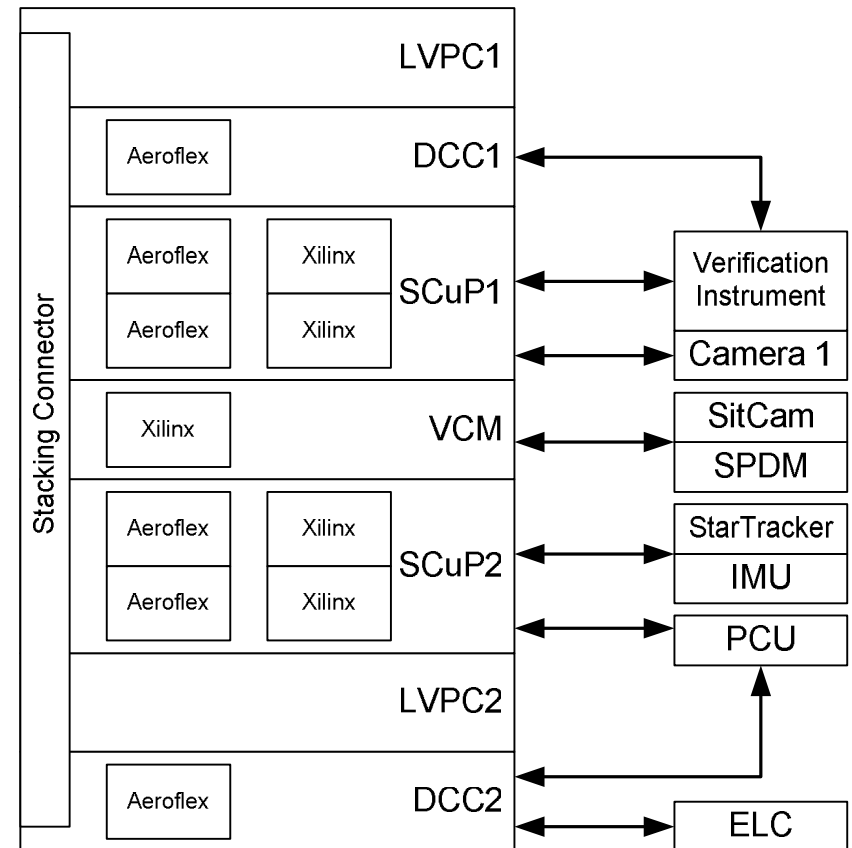 LVPC1
Aeroflex
DCC1
Aeroflex
Xilinx
SCuP1
Aeroflex
Xilinx
Xilinx
VCM
Aeroflex
Xilinx
SCuP2
Aeroflex
Xilinx
LVPC2
Aeroflex
DCC2
Stacking Connector
Verification
Instrument
Camera 1
SitCam
SPDM
StarTracker
IMU
PCU
ELC